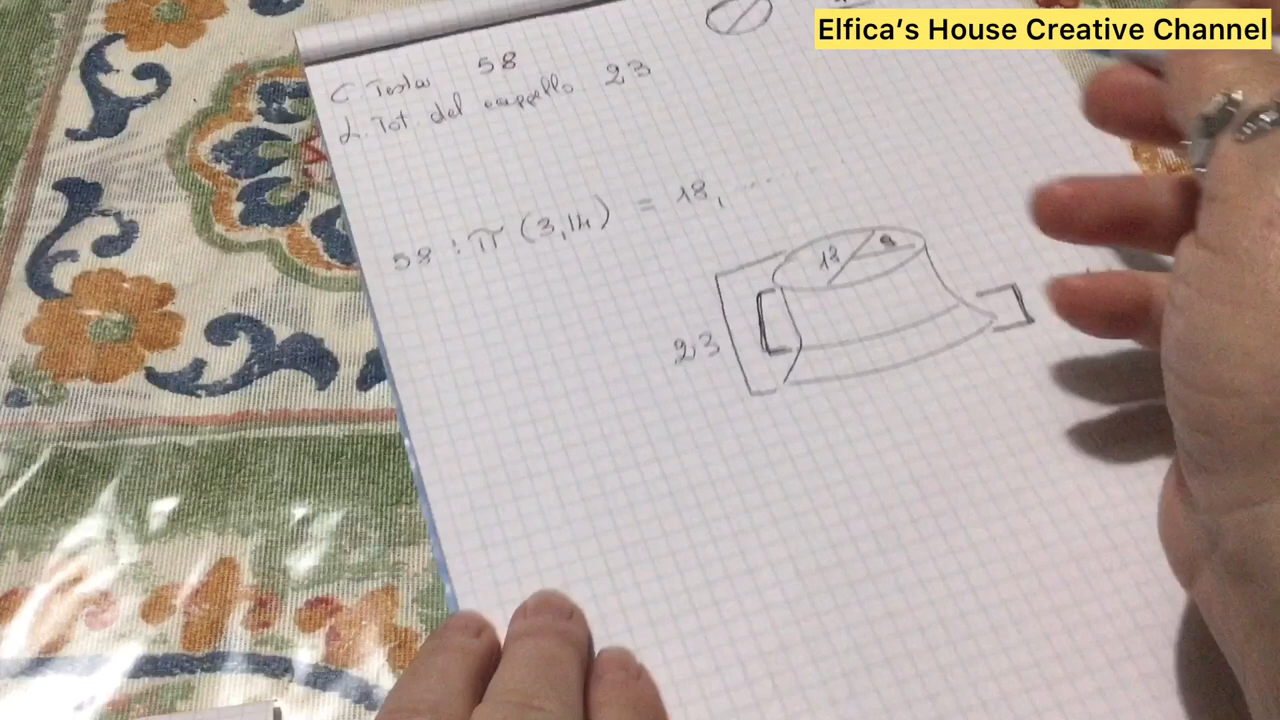 Elfica's House Creative Channel
C Testa 58
L. Tot. del cappello 23
58 : π (3,14) = 18, ....
18 9
23